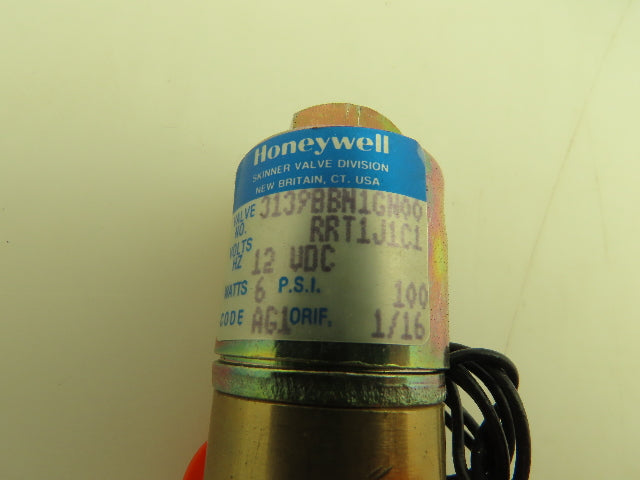 Honeywell
SKINNER VALVE DIVISION
NEW BRITAIN, CT. USA
VALVE NO. 3139BBN1GN00
RRT1J1C1
VOLTS HZ 12 VDC
WATTS 6 P.S.I. 100
CODE AG1 ORIF. 1/16